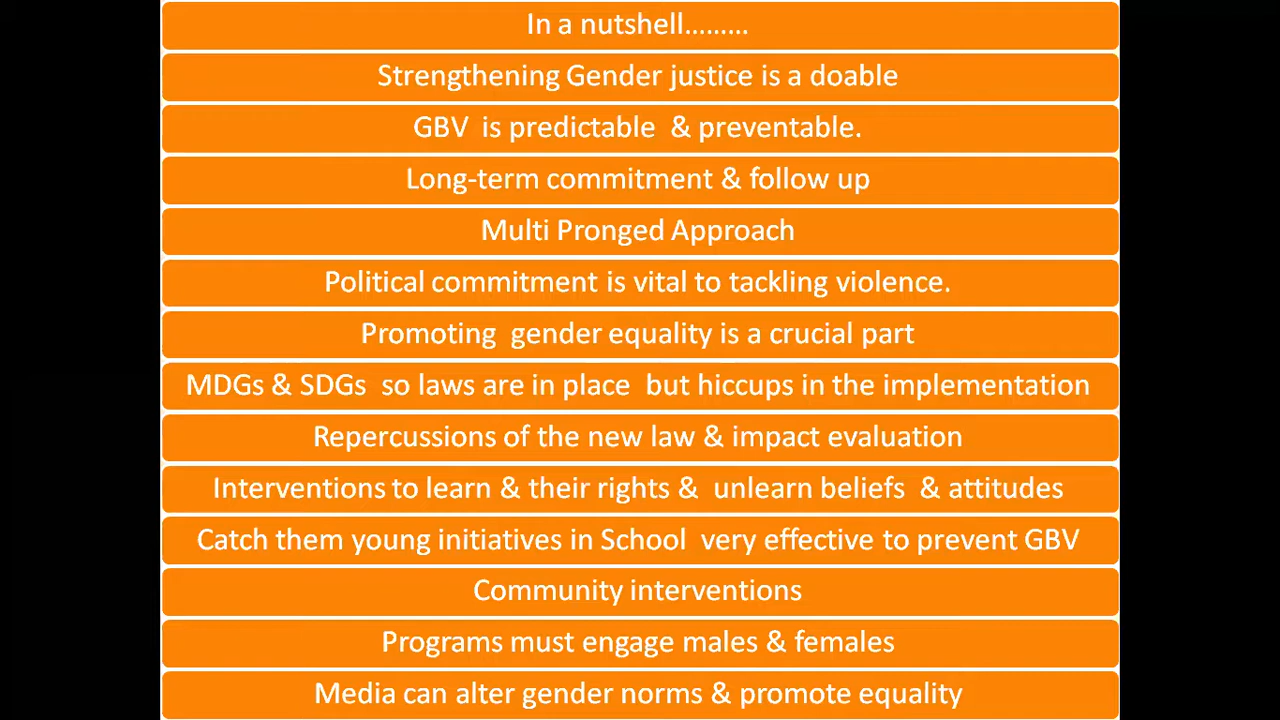 In a nutshell.........
Strengthening Gender justice is a doable
GBV is predictable & preventable.
Long-term commitment & follow up
Multi Pronged Approach
Political commitment is vital to tackling violence.
Promoting gender equality is a crucial part
MDGs & SDGs so laws are in place but hiccups in the implementation
Repercussions of the new law & impact evaluation
Interventions to learn & their rights & unlearn beliefs & attitudes
Catch them young initiatives in School very effective to prevent GBV
Community interventions
Programs must engage males & females
Media can alter gender norms & promote equality